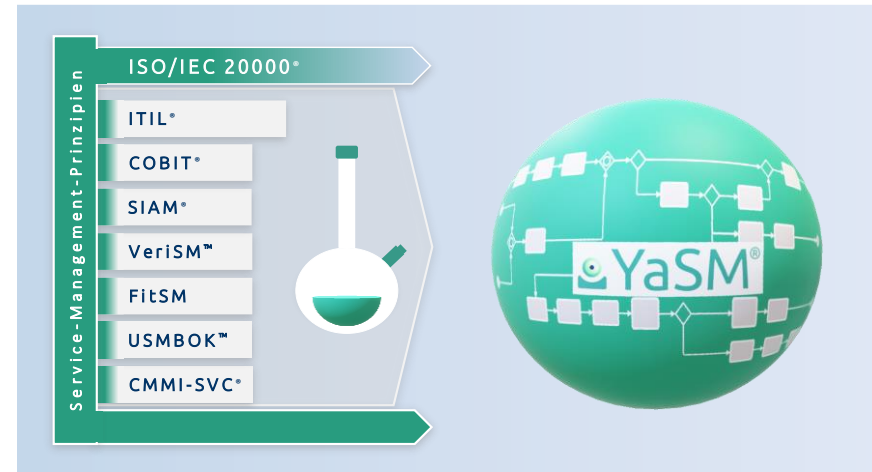 Service-Management-Prinzipien
ISO/IEC 20000®
ITIL®
COBIT®
SIAM®
VeriSM™
FitSM
USMBOK™
CMMI-SVC®
YaSM®